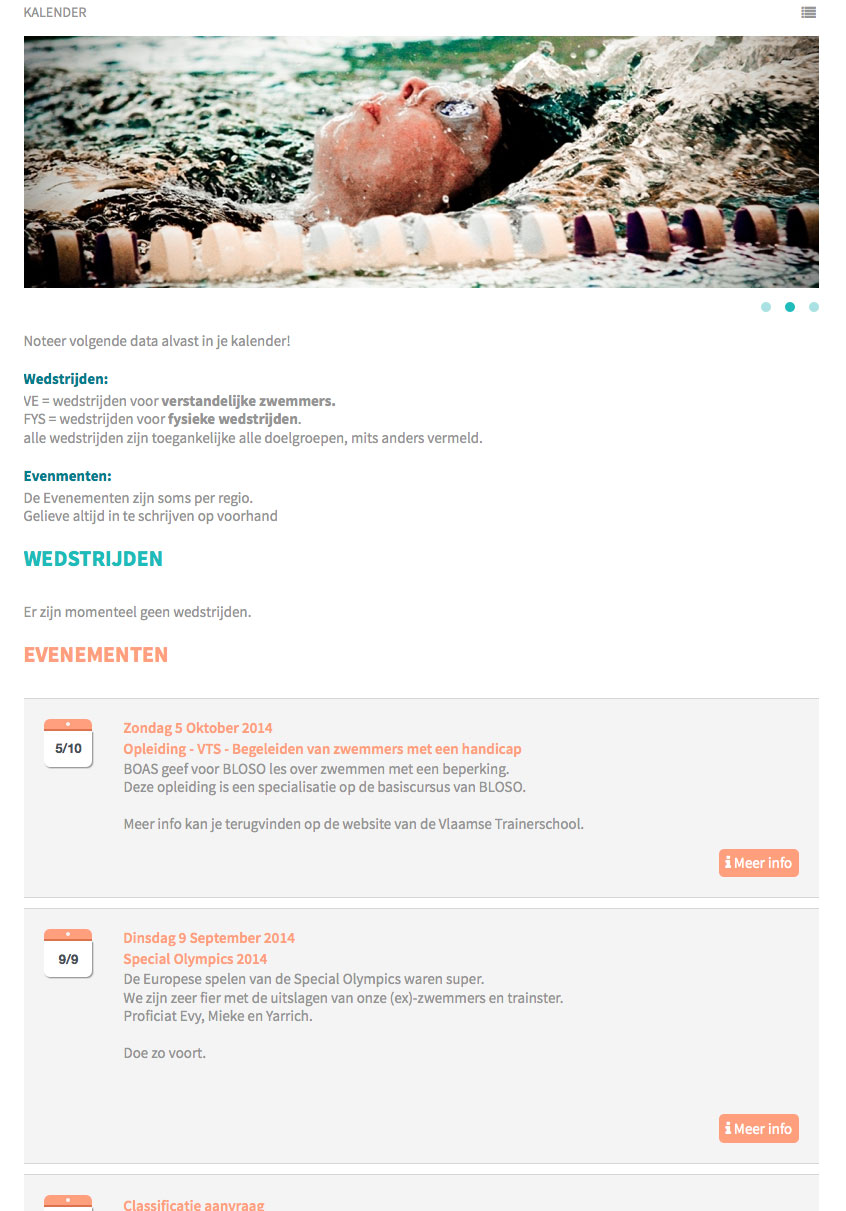 KALENDER
Noteer volgende data alvast in je kalender!
Wedstrijden:
VE = wedstrijden voor verstandelijke zwemmers.
FYS = wedstrijden voor fysieke wedstrijden.
alle wedstrijden zijn toegankelijke alle doelgroepen, mits anders vermeld.
Evenmenten:
De Evenementen zijn soms per regio.
Gelieve altijd in te schrijven op voorhand
WEDSTRIJDEN
Er zijn momenteel geen wedstrijden.
EVENEMENTEN
5/10
Zondag 5 Oktober 2014
Opleiding - VTS - Begeleiden van zwemmers met een handicap
BOAS geef voor BLOSO les over zwemmen met een beperking.
Deze opleiding is een specialisatie op de basiscursus van BLOSO.
Meer info kan je terugvinden op de website van de Vlaamse Trainerschool.
Meer info
9/9
Dinsdag 9 September 2014
Special Olympics 2014
De Europese spelen van de Special Olympics waren super.
We zijn zeer fier met de uitslagen van onze (ex)-zwemmers en trainster.
Proficiat Evy, Mieke en Yarrich.
Doe zo voort.
Meer info
Classificatie aanvraag